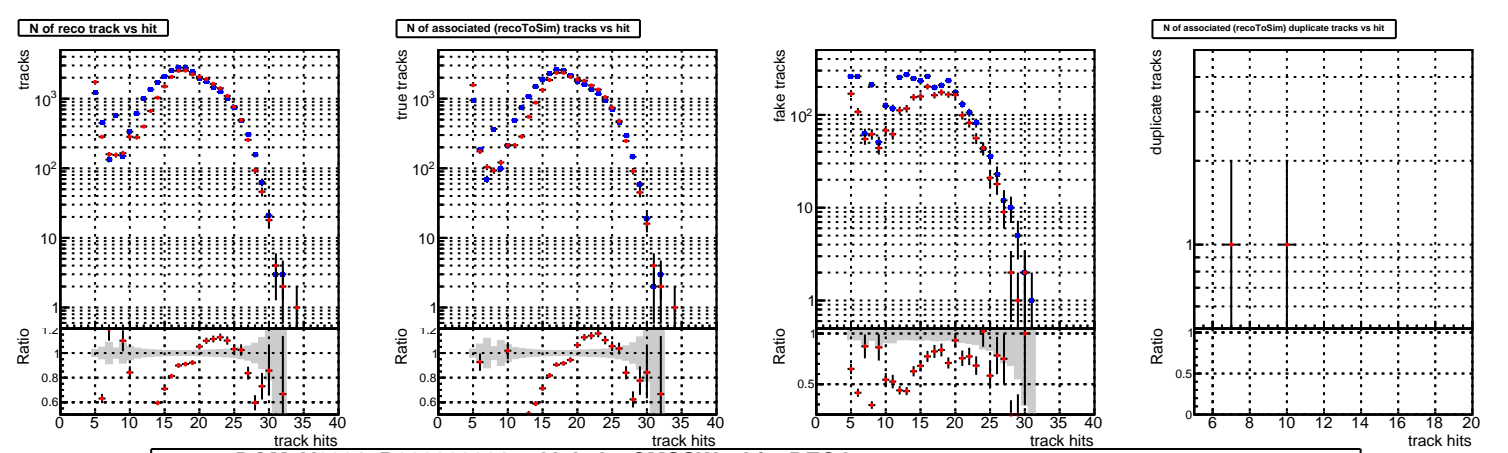 N of reco track vs hit
N of associated (recoToSim) tracks vs hit
N of associated (recoToSim) duplicate tracks vs hit
tracks
10³
10²
10
1
Ratio
1.2
1
0.8
0.6
0 5 10 15 20 25 30 35 40
track hits
true tracks
10³
10²
10
1
Ratio
1.2
1
0.8
0.6
0 5 10 15 20 25 30 35 40
track hits
fake tracks
10²
10
1
Ratio
1
0.5
0 5 10 15 20 25 30 35 40
track hits
duplicate tracks
1
Ratio
1
0.5
0
6 8 10 12 14 16 18 20
track hits